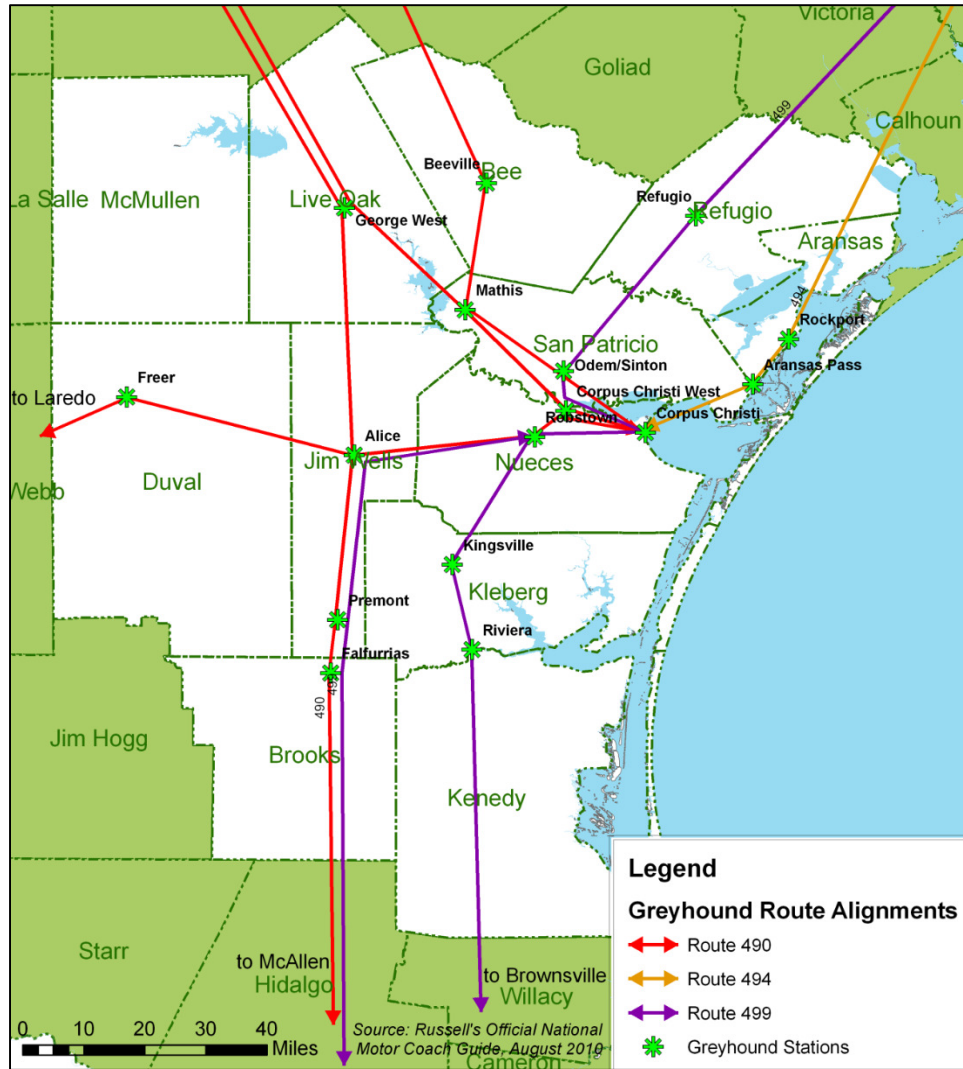 Victoria
Goliad
499
Calhoun
Beeville
Bee
La Salle
McMullen
Live Oak
Refugio
Refugio
George West
Aransas
494
Mathis
Rockport
San Patricio
Odem/Sinton
Aransas Pass
Freer
to Laredo
Corpus Christi West
Robstown
Corpus Christi
Alice
Jim Wells
Nueces
Duval
Webb
Kingsville
Kleberg
Premont
Riviera
Falfurrias
490
Jim Hogg
Brooks
Kenedy
Legend
Greyhound Route Alignments
Route 490
Route 494
Route 499
Greyhound Stations
Starr
to McAllen
Hidalgo
to Brownsville
Willacy
Cameron
0 10 20 30 40
Miles
Source: Russell's Official National
Motor Coach Guide, August 2010